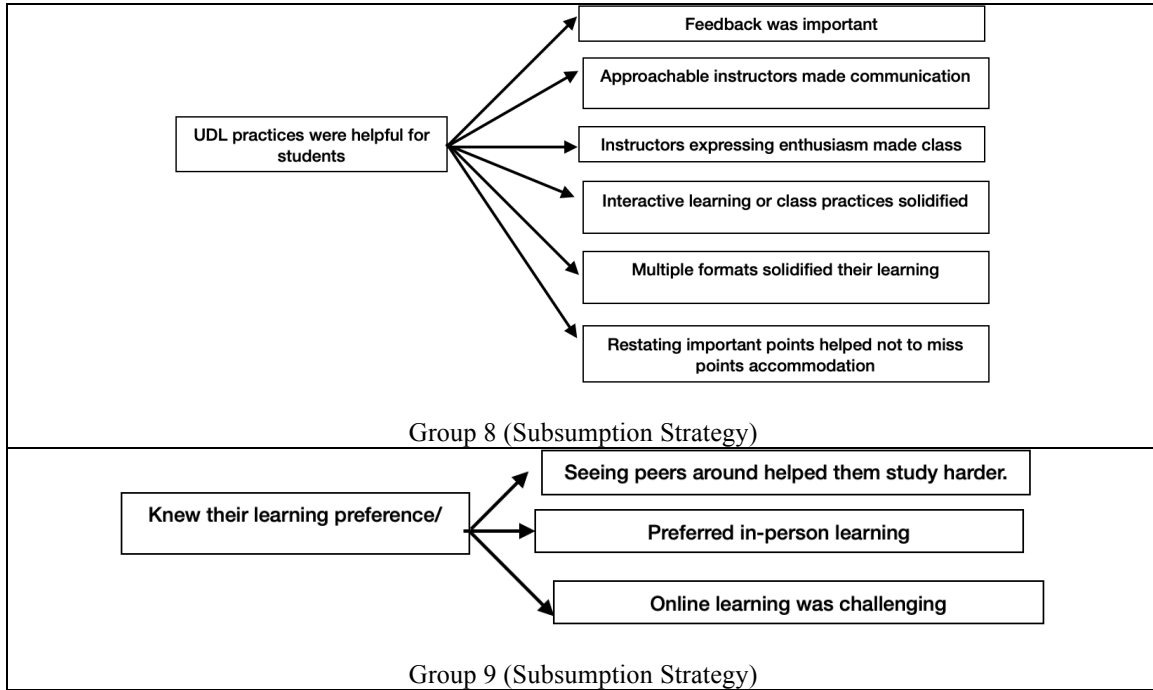 Feedback was important
Approachable instructors made communication
UDL practices were helpful for
students
Instructors expressing enthusiasm made class
Interactive learning or class practices solidified
Multiple formats solidified their learning
Restating important points helped not to miss
points accommodation
Group 8 (Subsumption Strategy)
Seeing peers around helped them study harder.
Knew their learning preference/
Preferred in-person learning
Online learning was challenging
Group 9 (Subsumption Strategy)